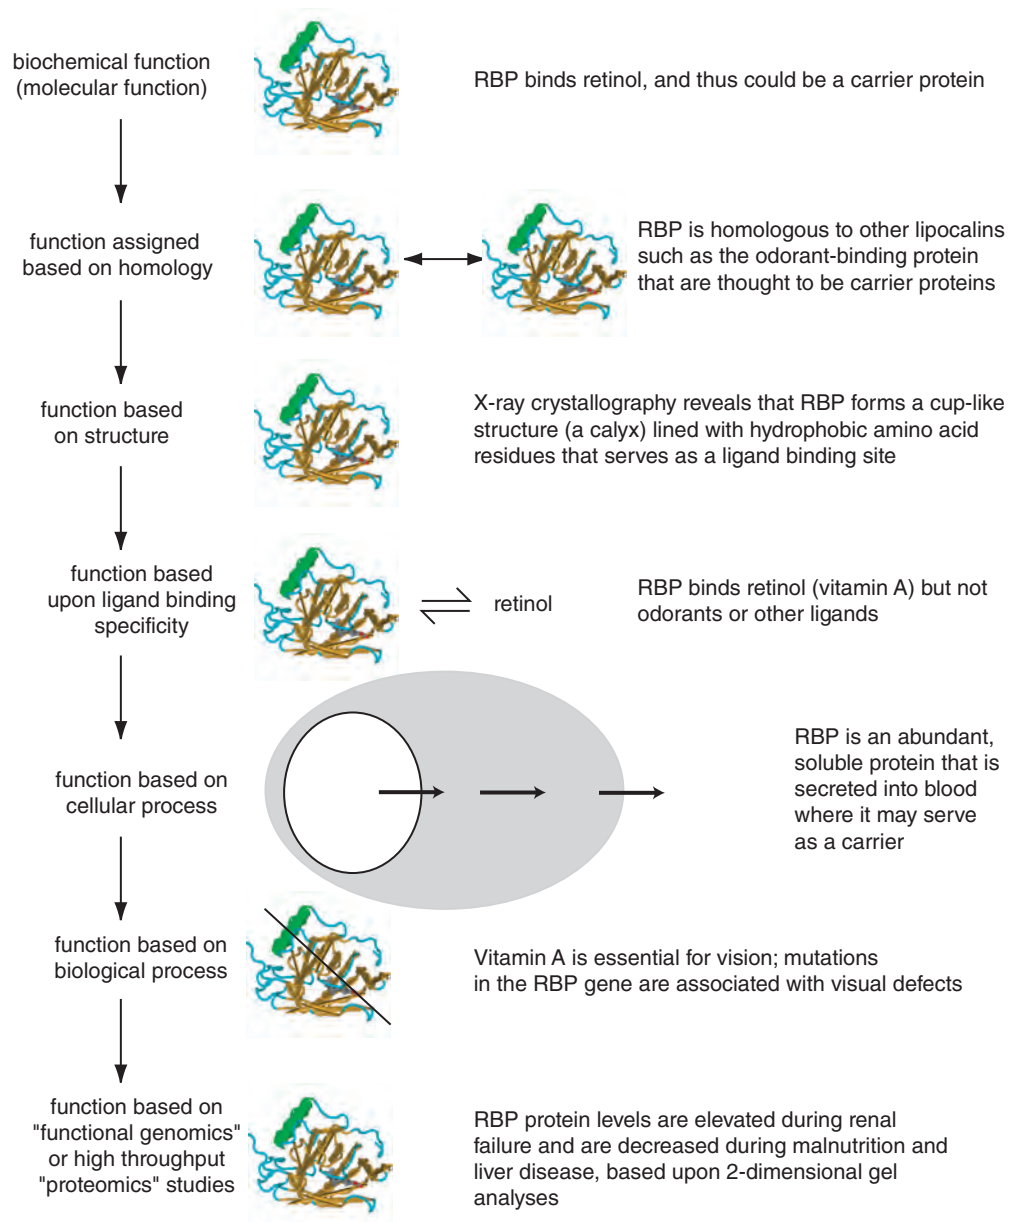 biochemical function
(molecular function)
RBP binds retinol, and thus could be a carrier protein
function assigned
based on homology
RBP is homologous to other lipocalins
such as the odorant-binding protein
that are thought to be carrier proteins
function based
on structure
X-ray crystallography reveals that RBP forms a cup-like
structure (a calyx) lined with hydrophobic amino acid
residues that serves as a ligand binding site
function based
upon ligand binding
specificity
retinol
RBP binds retinol (vitamin A) but not
odorants or other ligands
function based on
cellular process
RBP is an abundant,
soluble protein that is
secreted into blood
where it may serve
as a carrier
function based on
biological process
Vitamin A is essential for vision; mutations
in the RBP gene are associated with visual defects
function based on
"functional genomics"
or high throughput
"proteomics" studies
RBP protein levels are elevated during renal
failure and are decreased during malnutrition and
liver disease, based upon 2-dimensional gel
analyses